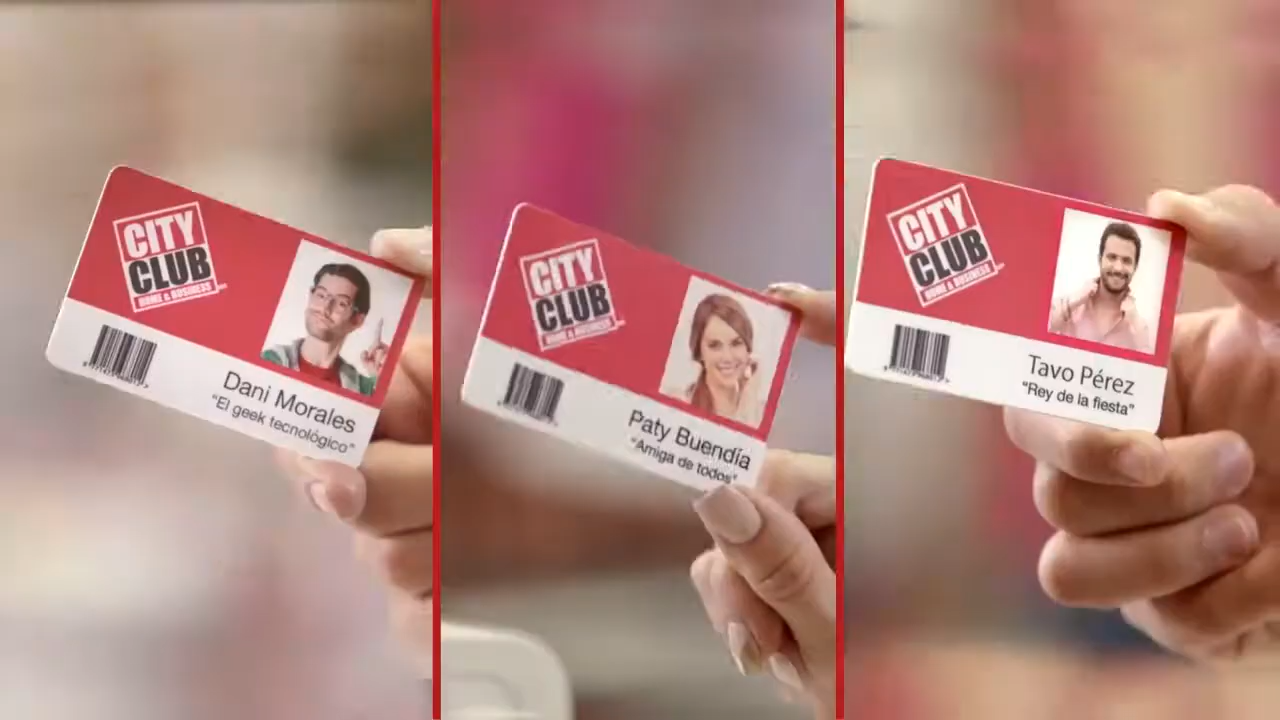 CITY
CLUB
HOME & BUSINESS
Dani Morales
"El geek tecnológico"
CITY
CLUB
HOME & BUSINESS
Paty Buendía
"Amiga de todos"
CITY
CLUB
HOME & BUSINESS
Tavo Pérez
"Rey de la fiesta"